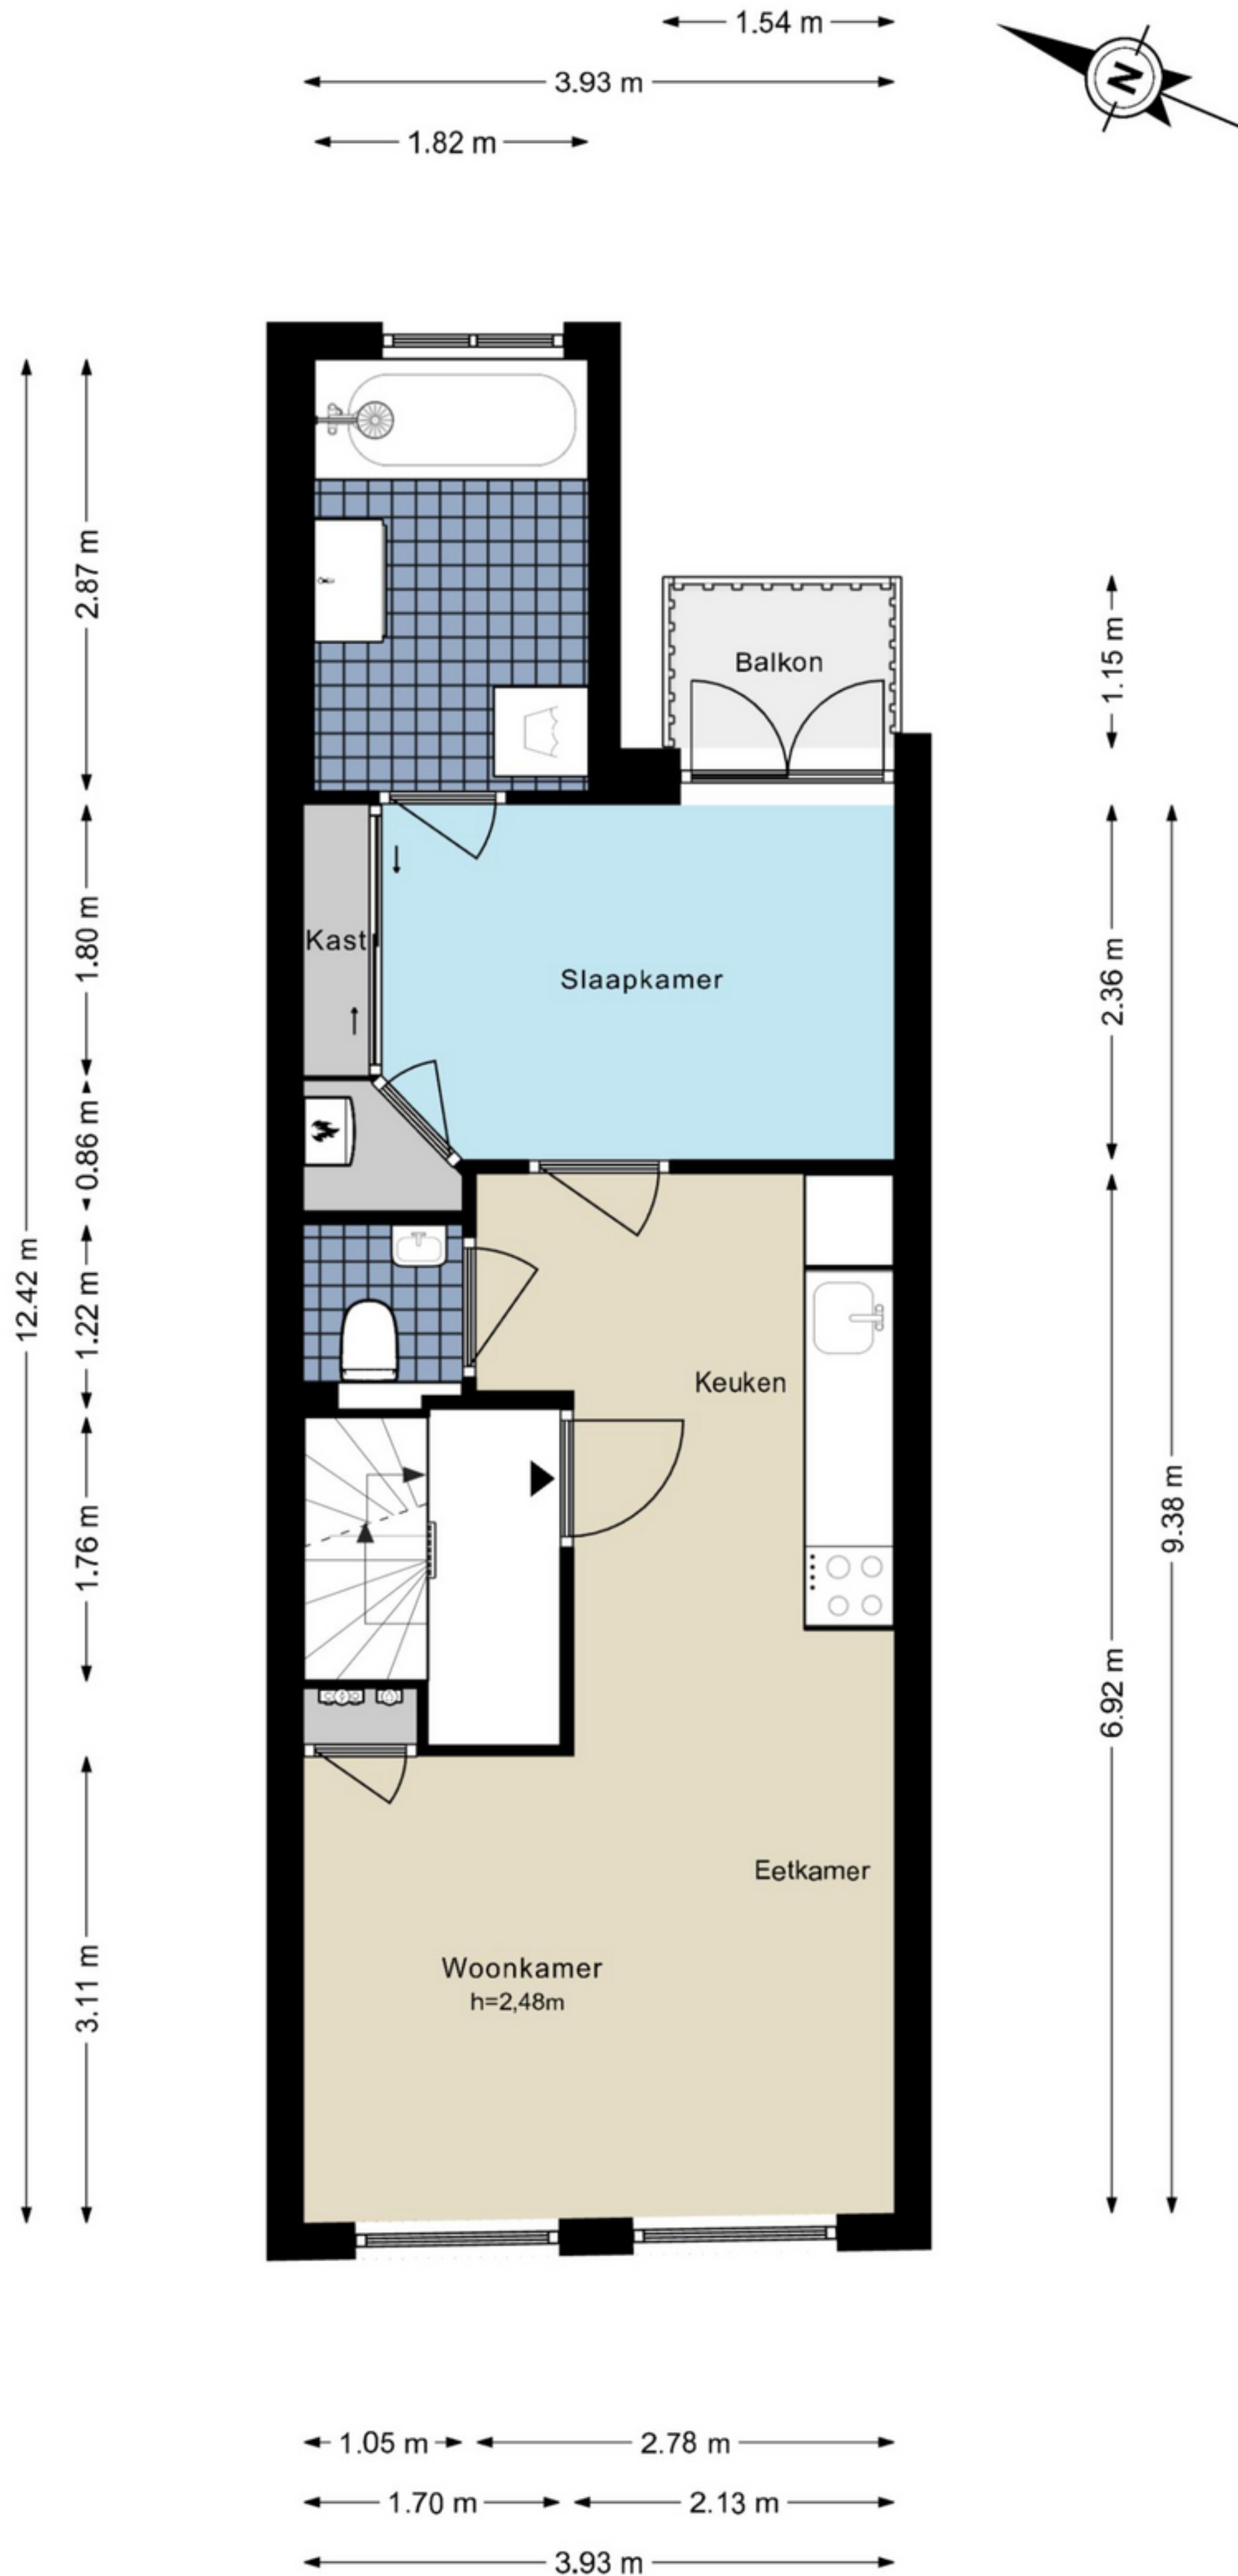 1.54 m
3.93 m
1.82 m
N
2.87 m
1.15 m
Balkon
1.80 m
Kast
Slaapkamer
2.36 m
0.86 m
12.42 m
1.22 m
Keuken
9.38 m
1.76 m
6.92 m
Eetkamer
3.11 m
Woonkamer
h=2,48m
1.05 m
2.78 m
1.70 m
2.13 m
3.93 m